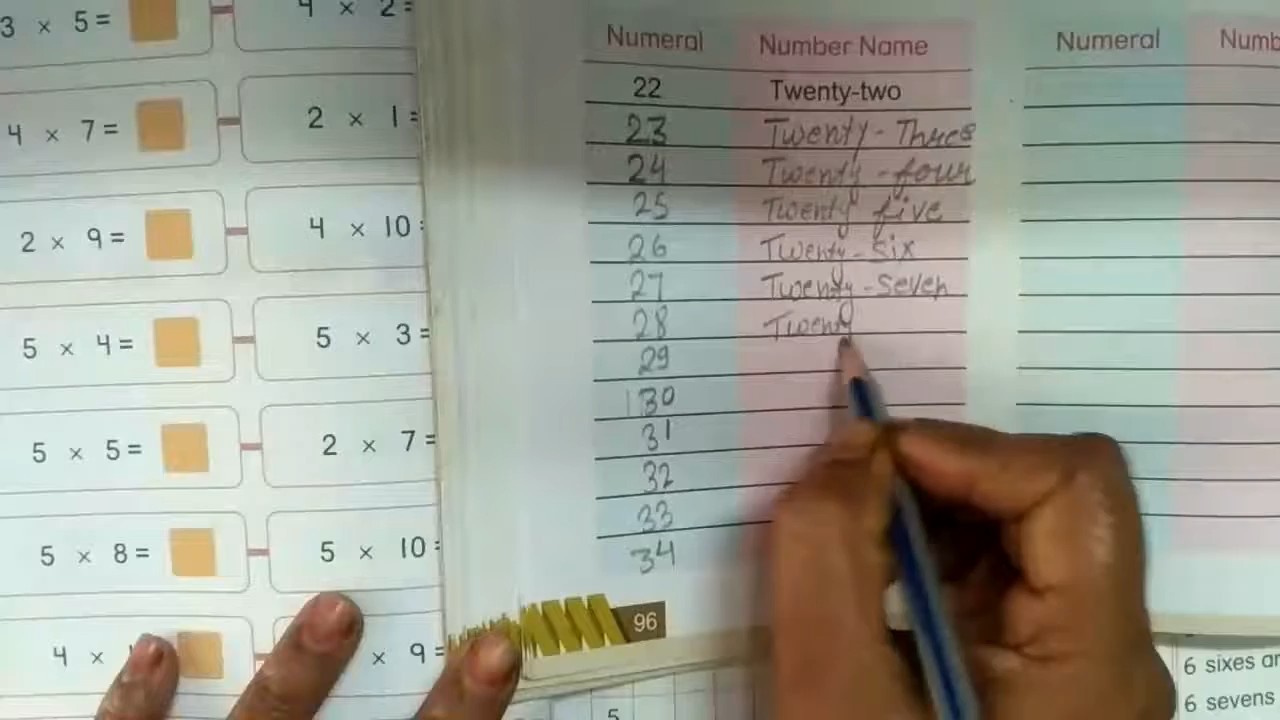 3 × 5 =
4 × 2 =
4 × 7 =
2 × 1 =
2 × 9 =
4 × 10 =
5 × 4 =
5 × 3 =
5 × 5 =
2 × 7 =
5 × 8 =
5 × 10 =
4 ×
× 9 =
Numeral Number Name
22 Twenty-two
23 Twenty-Three
24 Twenty-four
25 Twenty five
26 Twenty-six
27 Twenty-seven
28 Twenty
29
30
31
32
33
34
96
Numeral
5
6 sixes
6 sevens